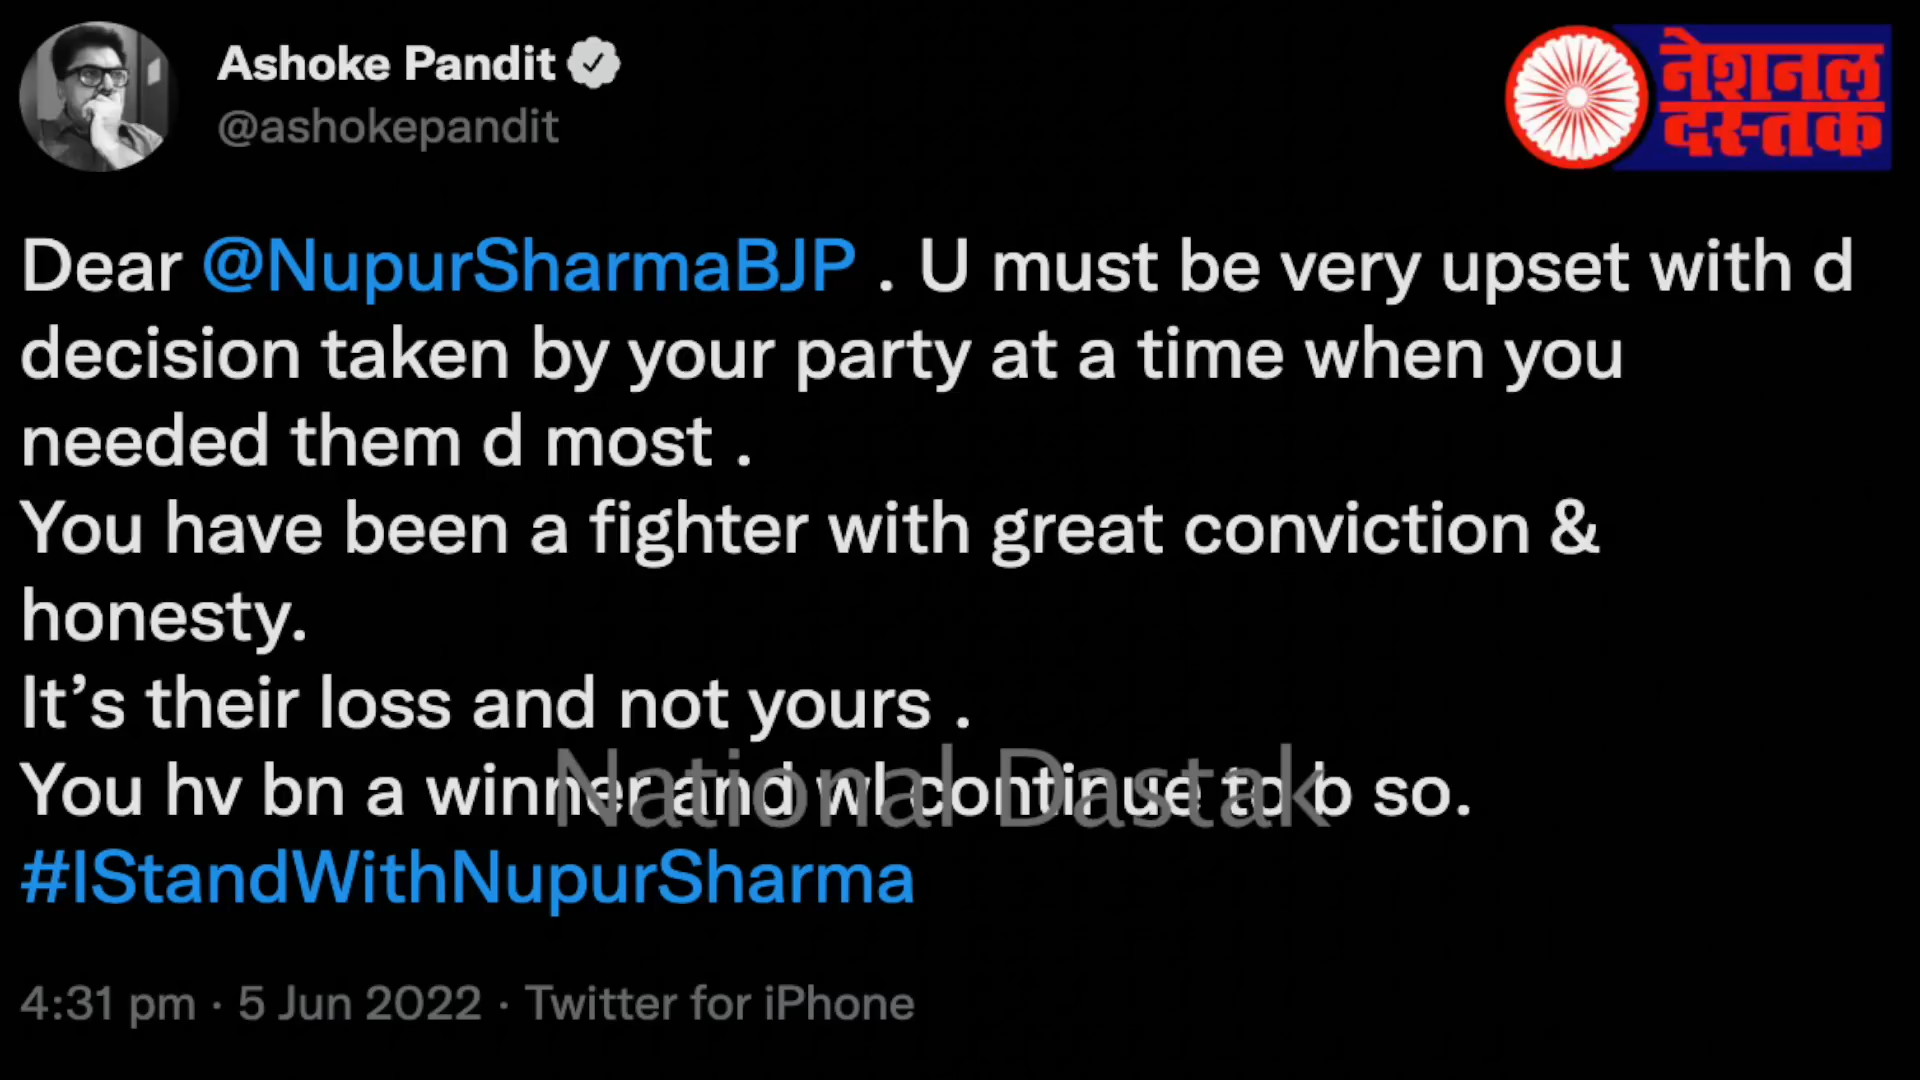 Ashoke Pandit
@ashokepandit
नेशनल
दस्तक
Dear @NupurSharmaBJP . U must be very upset with d
decision taken by your party at a time when you
needed them d most .
You have been a fighter with great conviction &
honesty.
It’s their loss and not yours .
You hv bn a winner and wl continue to b so.
National Dastak
#IStandWithNupurSharma
4:31 pm · 5 Jun 2022 · Twitter for iPhone